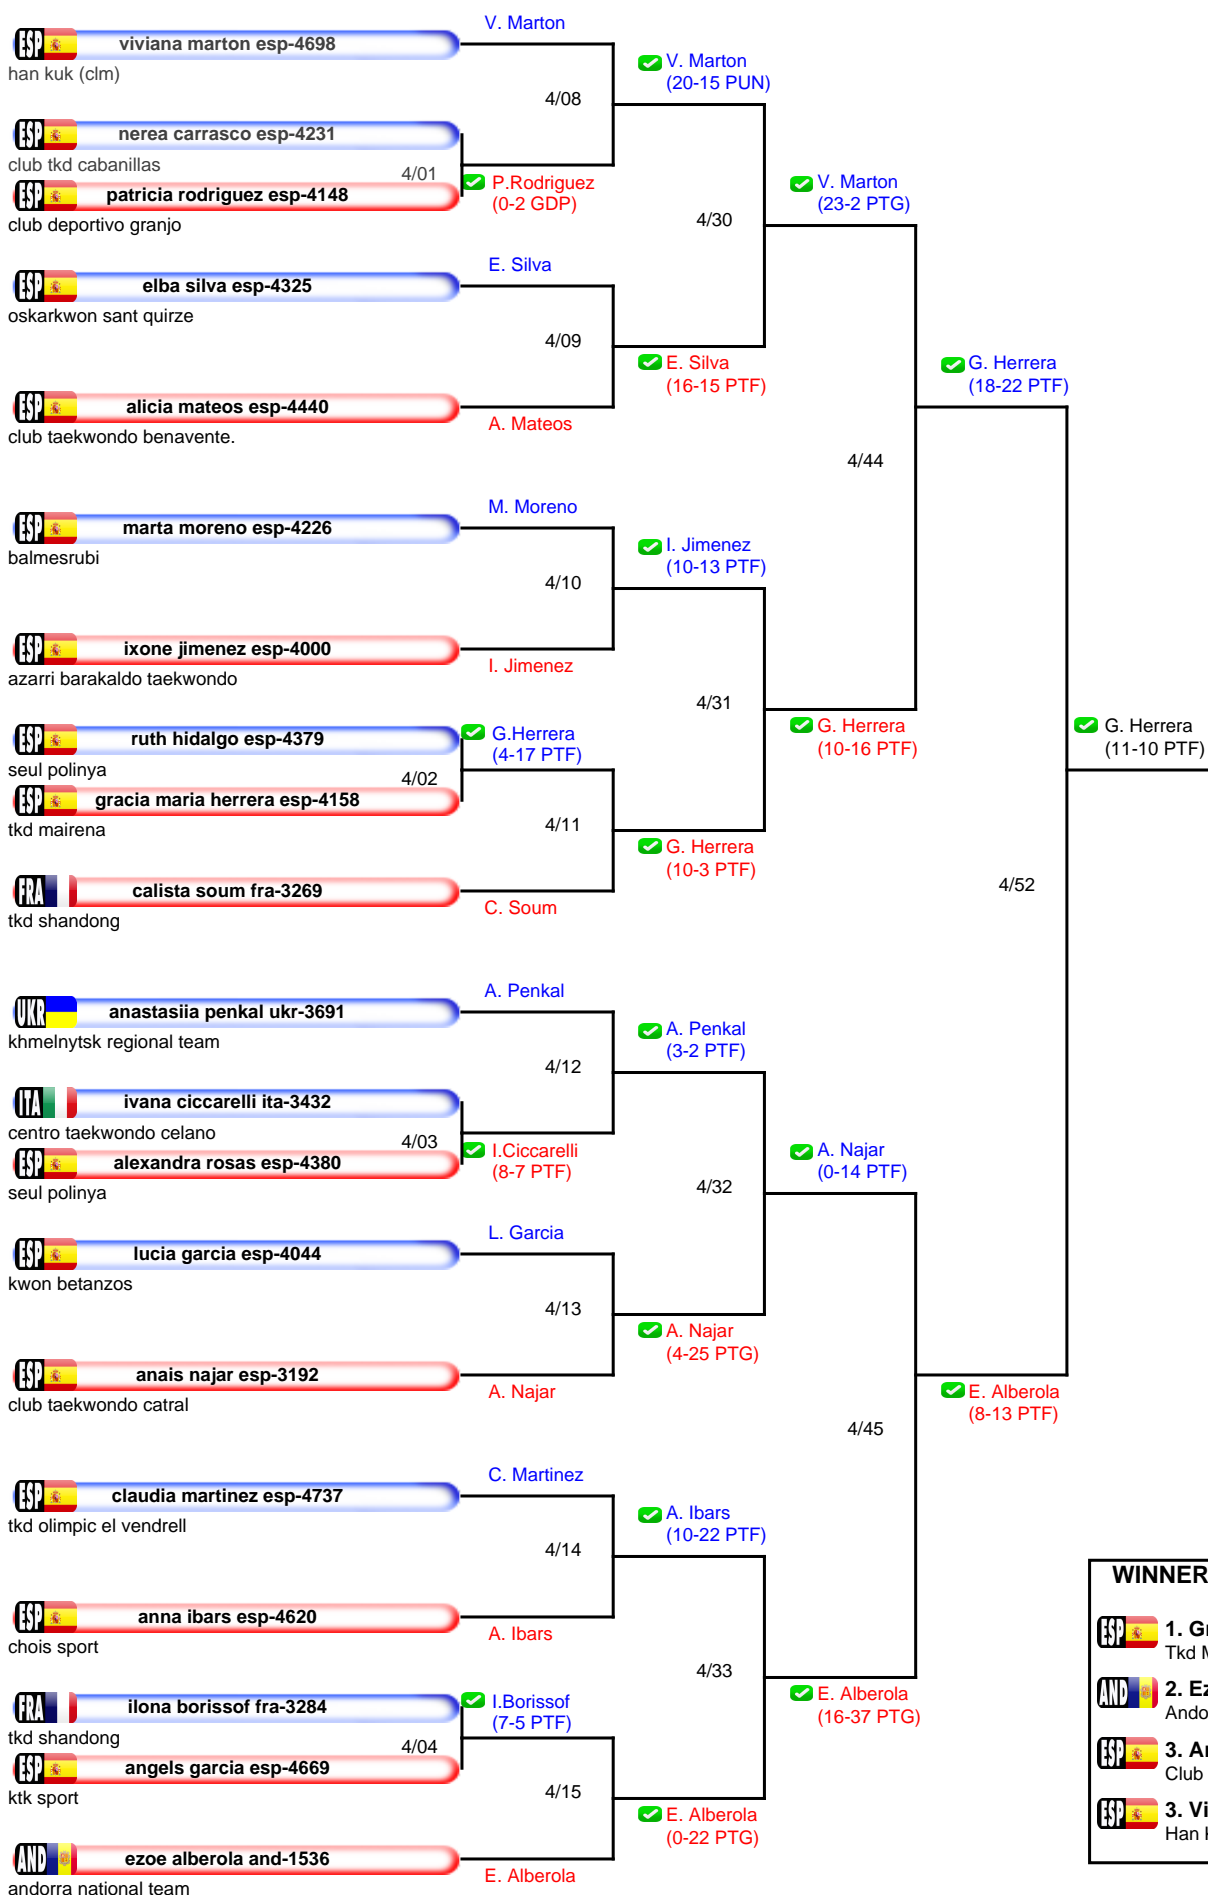 V. Marton
ESP viviana marton esp-4698
han kuk (clm)
V. Marton
(20-15 PUN)
4/08
ESP nerea carrasco esp-4231
club tkd cabanillas
4/01
P.Rodriguez
(0-2 GDP)
ESP patricia rodriguez esp-4148
club deportivo granjo
V. Marton
(23-2 PTG)
4/30
E. Silva
ESP elba silva esp-4325
oskarkwon sant quirze
4/09
E. Silva
(16-15 PTF)
G. Herrera
(18-22 PTF)
ESP alicia mateos esp-4440
A. Mateos
club taekwondo benavente.
4/44
M. Moreno
ESP marta moreno esp-4226
balmesrubi
I. Jimenez
(10-13 PTF)
4/10
ESP ixone jimenez esp-4000
I. Jimenez
azarri barakaldo taekwondo
4/31
G. Herrera
(10-16 PTF)
G. Herrera
(11-10 PTF)
ESP ruth hidalgo esp-4379
G.Herrera
(4-17 PTF)
seul polinya
4/02
ESP gracia maria herrera esp-4158
tkd mairena
4/11
G. Herrera
(10-3 PTF)
4/52
FRA calista soum fra-3269
C. Soum
tkd shandong
A. Penkal
UKR anastasiia penkal ukr-3691
khmelnytsk regional team
A. Penkal
(3-2 PTF)
4/12
ITA ivana ciccarelli ita-3432
centro taekwondo celano
4/03
I.Ciccarelli
(8-7 PTF)
ESP alexandra rosas esp-4380
seul polinya
A. Najar
(0-14 PTF)
4/32
L. Garcia
ESP lucia garcia esp-4044
kwon betanzos
4/13
A. Najar
(4-25 PTG)
ESP anais najar esp-3192
A. Najar
club taekwondo catral
E. Alberola
(8-13 PTF)
4/45
C. Martinez
ESP claudia martinez esp-4737
tkd olimpic el vendrell
A. Ibars
(10-22 PTF)
4/14
ESP anna ibars esp-4620
A. Ibars
chois sport
4/33
E. Alberola
(16-37 PTG)
FRA ilona borissof fra-3284
I.Borissof
(7-5 PTF)
tkd shandong
4/04
ESP angels garcia esp-4669
ktk sport
4/15
E. Alberola
(0-22 PTG)
AND ezoe alberola and-1536
E. Alberola
andorra national team
WINNER
ESP 1. Gr
Tkd M
AND 2. Ez
Ando
ESP 3. An
Club
ESP 3. Vi
Han K